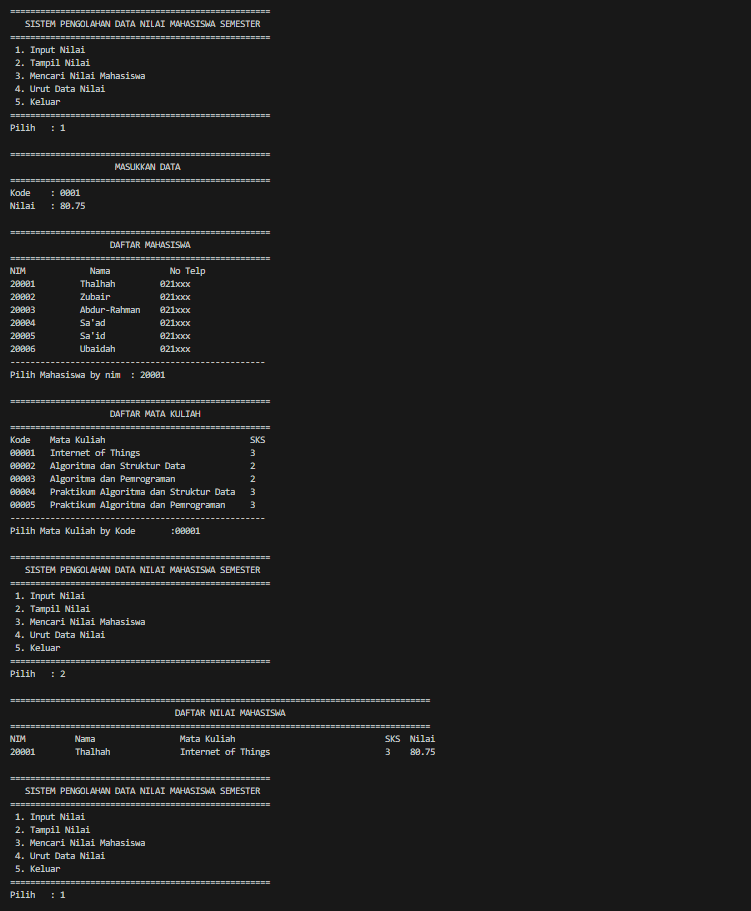 ====================================================
SISTEM PENGOLAHAN DATA NILAI MAHASISWA SEMESTER
====================================================
1. Input Nilai
2. Tampil Nilai
3. Mencari Nilai Mahasiswa
4. Urut Data Nilai
5. Keluar
====================================================
Pilih   : 1
====================================================
MASUKKAN DATA
====================================================
Kode    : 0001
Nilai   : 80.75
====================================================
DAFTAR MAHASISWA
====================================================
NIM             Nama            No Telp
20001         Thalhah         021xxx
20002         Zubair          021xxx
20003         Abdur-Rahman    021xxx
20004         Sa'ad           021xxx
20005         Sa'id           021xxx
20006         Ubaidah         021xxx
---------------------------------------------------
Pilih Mahasiswa by nim  : 20001
====================================================
DAFTAR MATA KULIAH
====================================================
Kode    Mata Kuliah                             SKS
00001   Internet of Things                      3
00002   Algoritma dan Struktur Data             2
00003   Algoritma dan Pemrograman               2
00004   Praktikum Algoritma dan Struktur Data   3
00005   Praktikum Algoritma dan Pemrograman     3
---------------------------------------------------
Pilih Mata Kuliah by Kode       :00001
====================================================
SISTEM PENGOLAHAN DATA NILAI MAHASISWA SEMESTER
====================================================
1. Input Nilai
2. Tampil Nilai
3. Mencari Nilai Mahasiswa
4. Urut Data Nilai
5. Keluar
====================================================
Pilih   : 2
====================================================================================
DAFTAR NILAI MAHASISWA
====================================================================================
NIM          Nama                 Mata Kuliah                              SKS  Nilai
20001        Thalhah              Internet of Things                       3    80.75
====================================================
SISTEM PENGOLAHAN DATA NILAI MAHASISWA SEMESTER
====================================================
1. Input Nilai
2. Tampil Nilai
3. Mencari Nilai Mahasiswa
4. Urut Data Nilai
5. Keluar
====================================================
Pilih   : 1